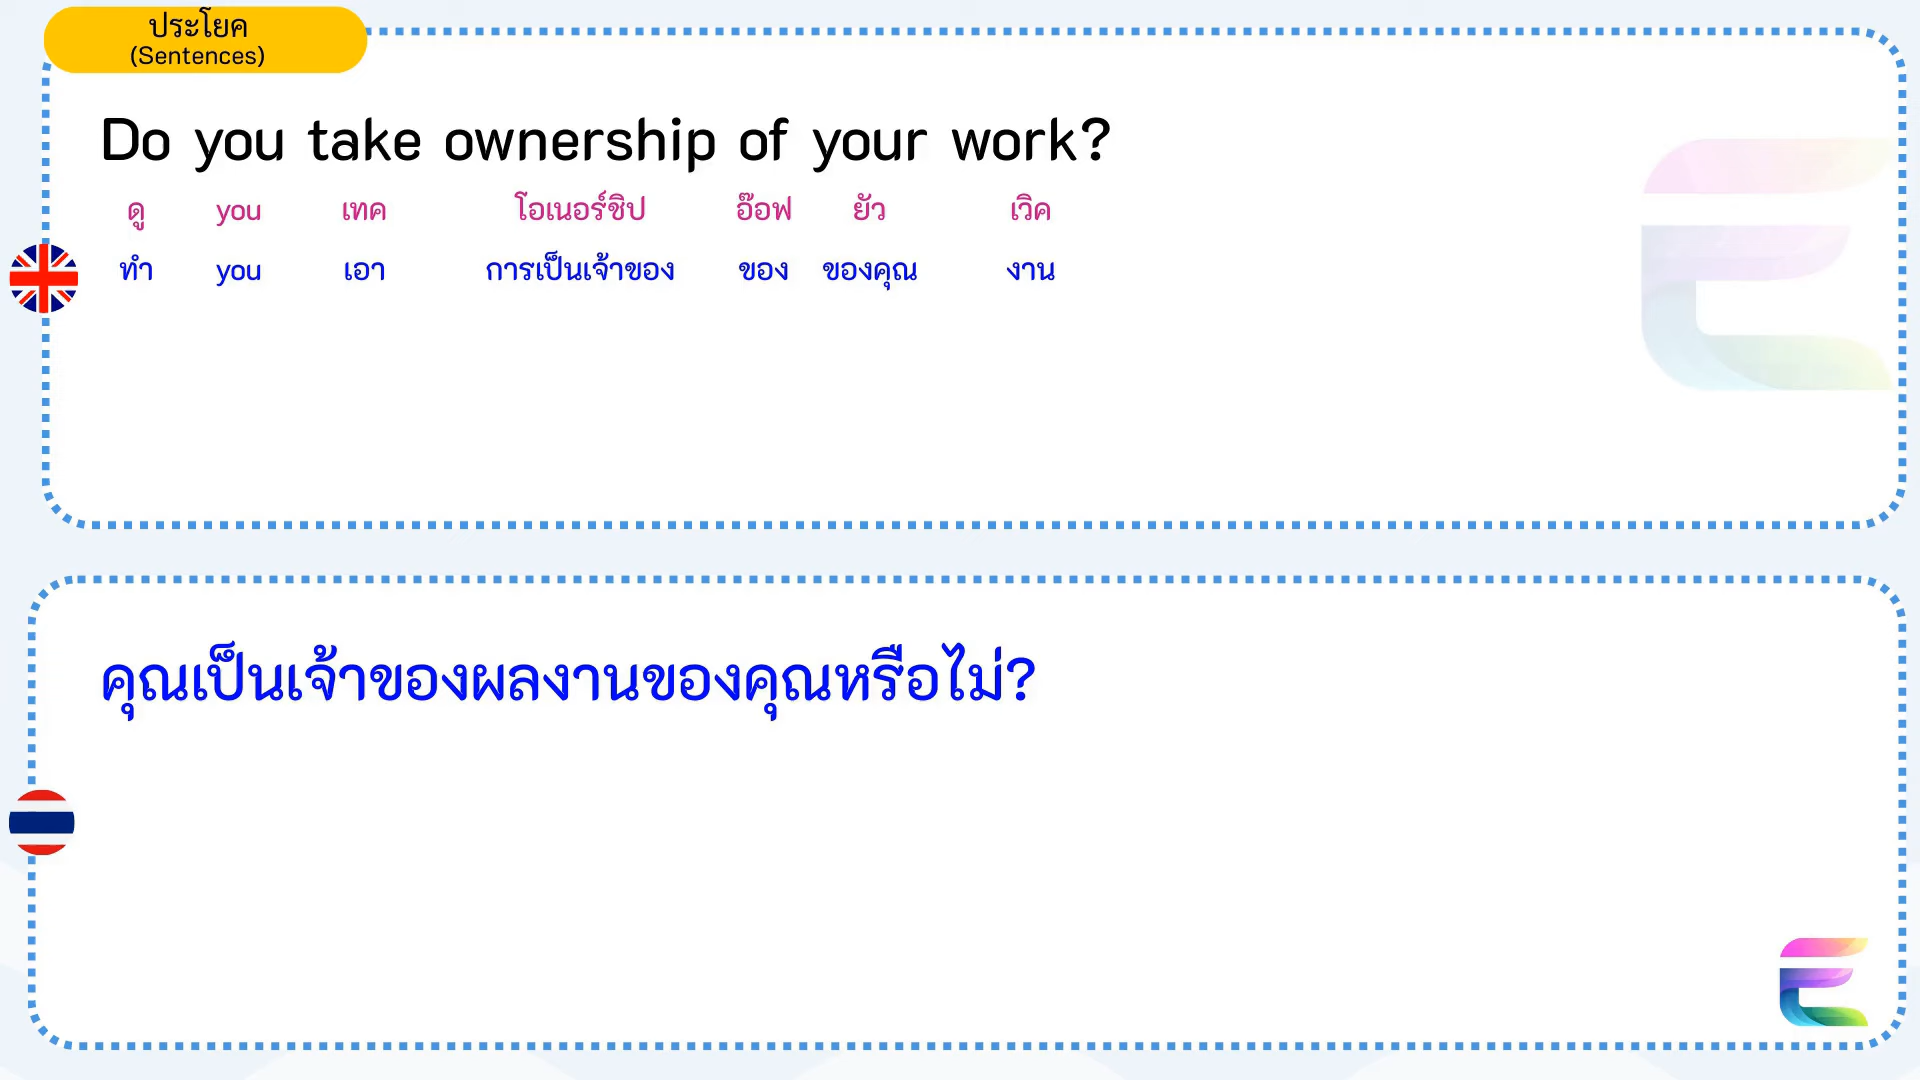 ประโยค
(Sentences)
Do you take ownership of your work?
ดู you เทค โอเนอร์ชิป อ๊อฟ ยัว เวิค
ทำ you เอา การเป็นเจ้าของ ของ ของคุณ งาน
คุณเป็นเจ้าของผลงานของคุณหรือไม่?